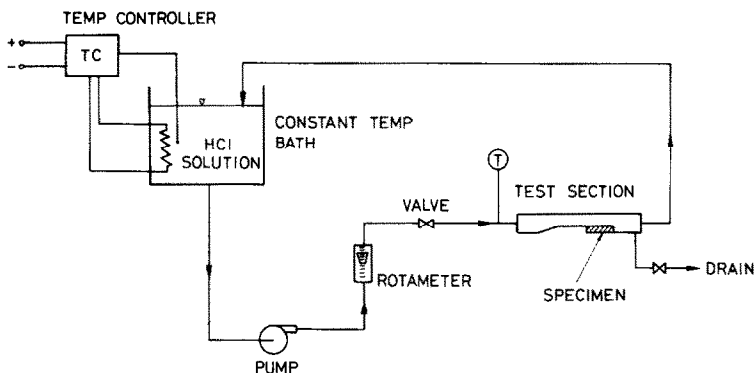 TEMP CONTROLLER
+
−
TC
HCl
SOLUTION
CONSTANT TEMP
BATH
T
TEST SECTION
VALVE
ROTAMETER
DRAIN
SPECIMEN
PUMP